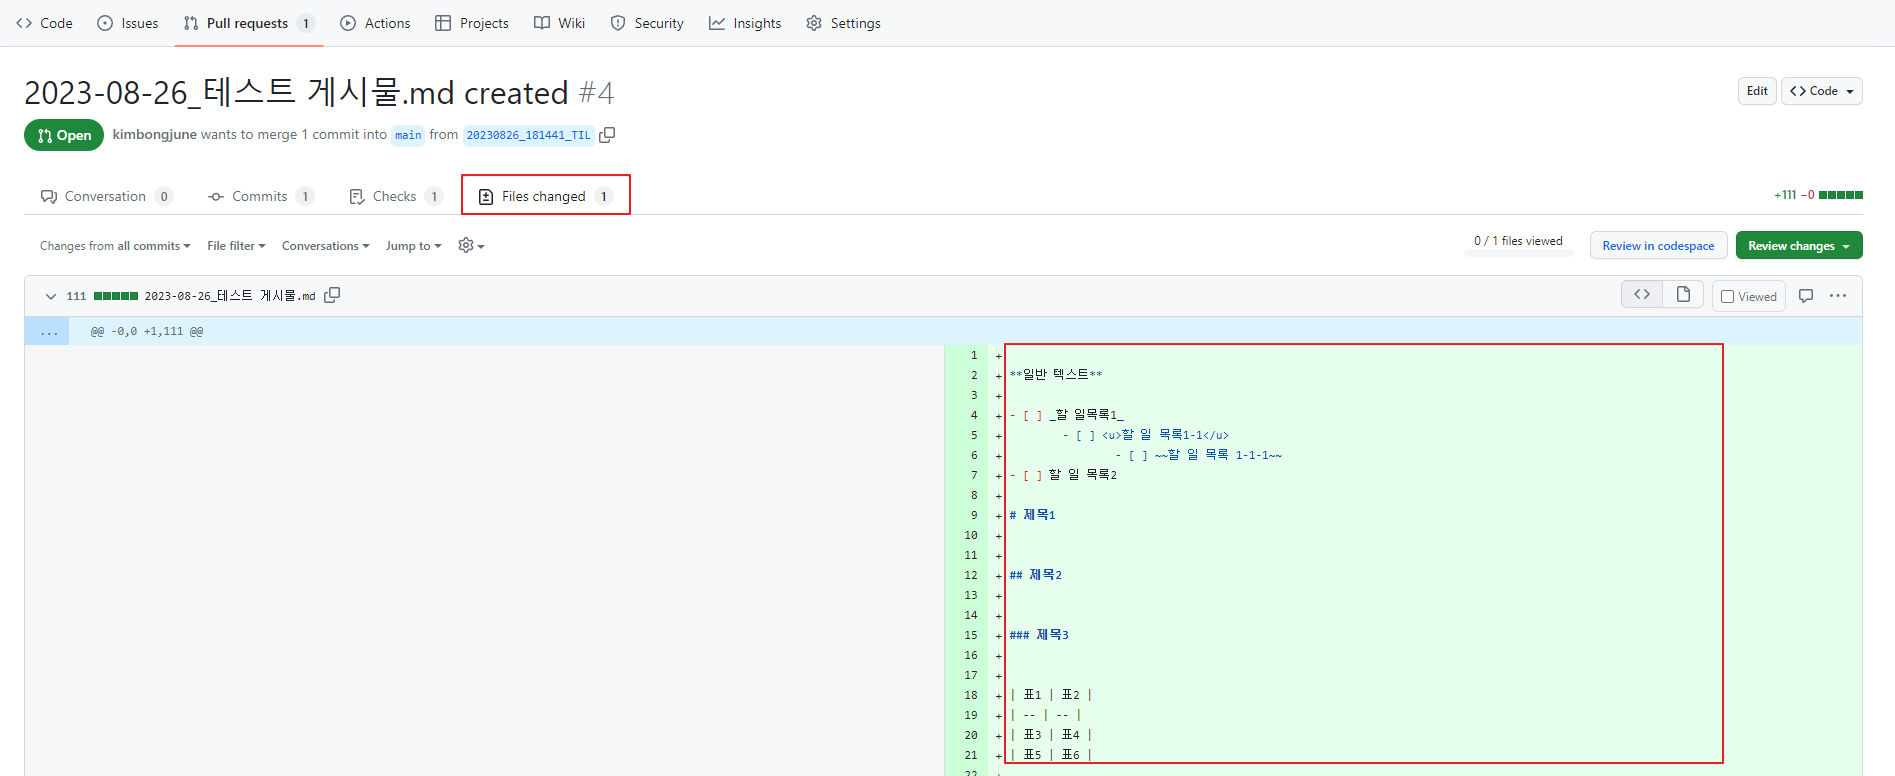 Code Issues Pull requests 1 Actions Projects Wiki Security Insights Settings
2023-08-26_테스트 게시물.md created #4
Edit
Code
Open kimbongjune wants to merge 1 commit into main from 20230826_181441_TIL
Conversation 0 Commits 1 Checks 1 Files changed 1
+111 −0
Changes from all commits File filter Conversations Jump to
0 / 1 files viewed
Review in codespace
Review changes
111 2023-08-26_테스트 게시물.md
Viewed
... @@ -0,0 +1,111 @@
1 +
2 + **일반 텍스트**
3 +
4 + - [ ] _할 일목록1_
5 + - [ ] <u>할 일 목록1-1</u>
6 + - [ ] ~~할 일 목록 1-1-1~~
7 + - [ ] 할 일 목록2
8 +
9 + # 제목1
10 +
11 +
12 + ## 제목2
13 +
14 +
15 + ### 제목3
16 +
17 +
18 + | 표1 | 표2 |
19 + | -- | -- |
20 + | 표3 | 표4 |
21 + | 표5 | 표6 |
22 +